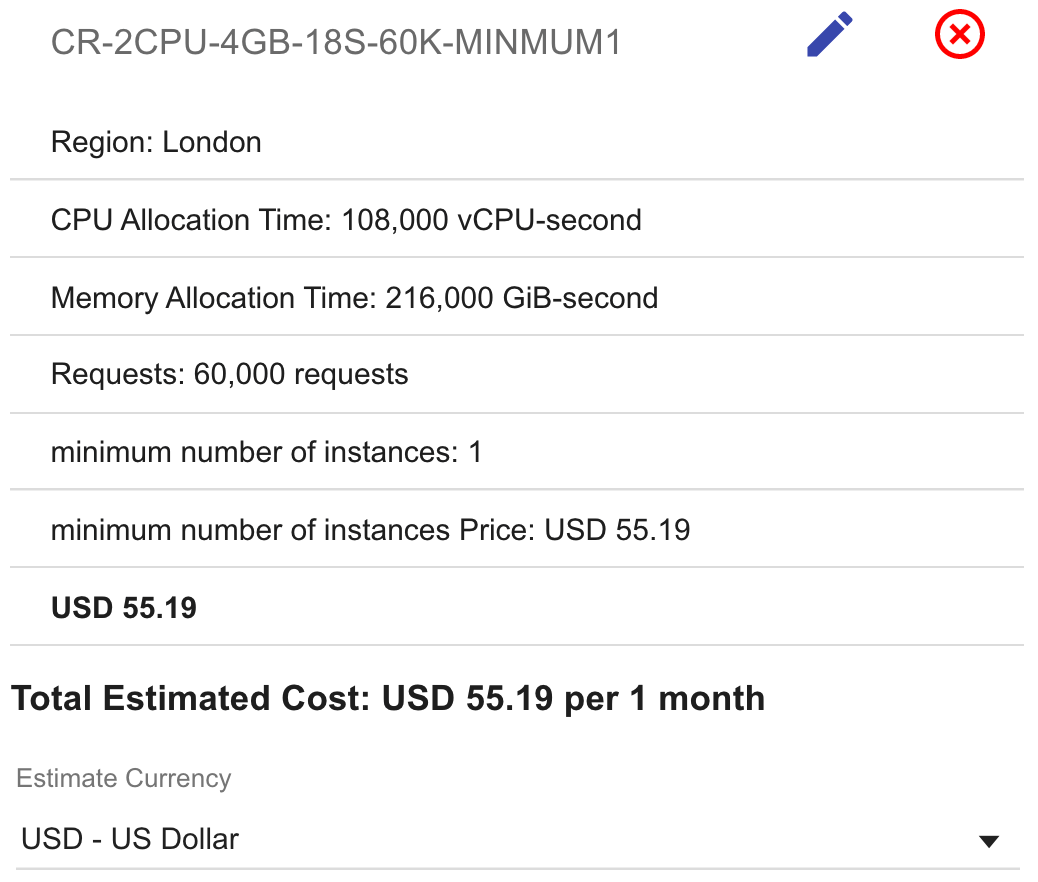 CR-2CPU-4GB-18S-60K-MINMUM1
Region: London
CPU Allocation Time: 108,000 vCPU-second
Memory Allocation Time: 216,000 GiB-second
Requests: 60,000 requests
minimum number of instances: 1
minimum number of instances Price: USD 55.19
USD 55.19
Total Estimated Cost: USD 55.19 per 1 month
Estimate Currency
USD - US Dollar